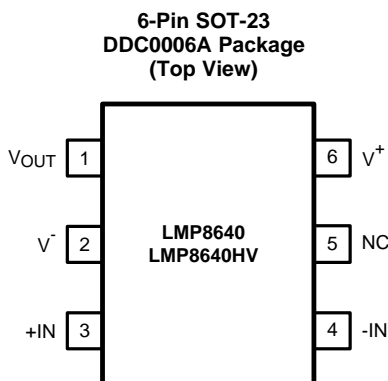 6-Pin SOT-23
DDC0006A Package
(Top View)
VOUT 1
6 V+
V- 2
LMP8640
LMP8640HV
5 NC
+IN 3
4 -IN